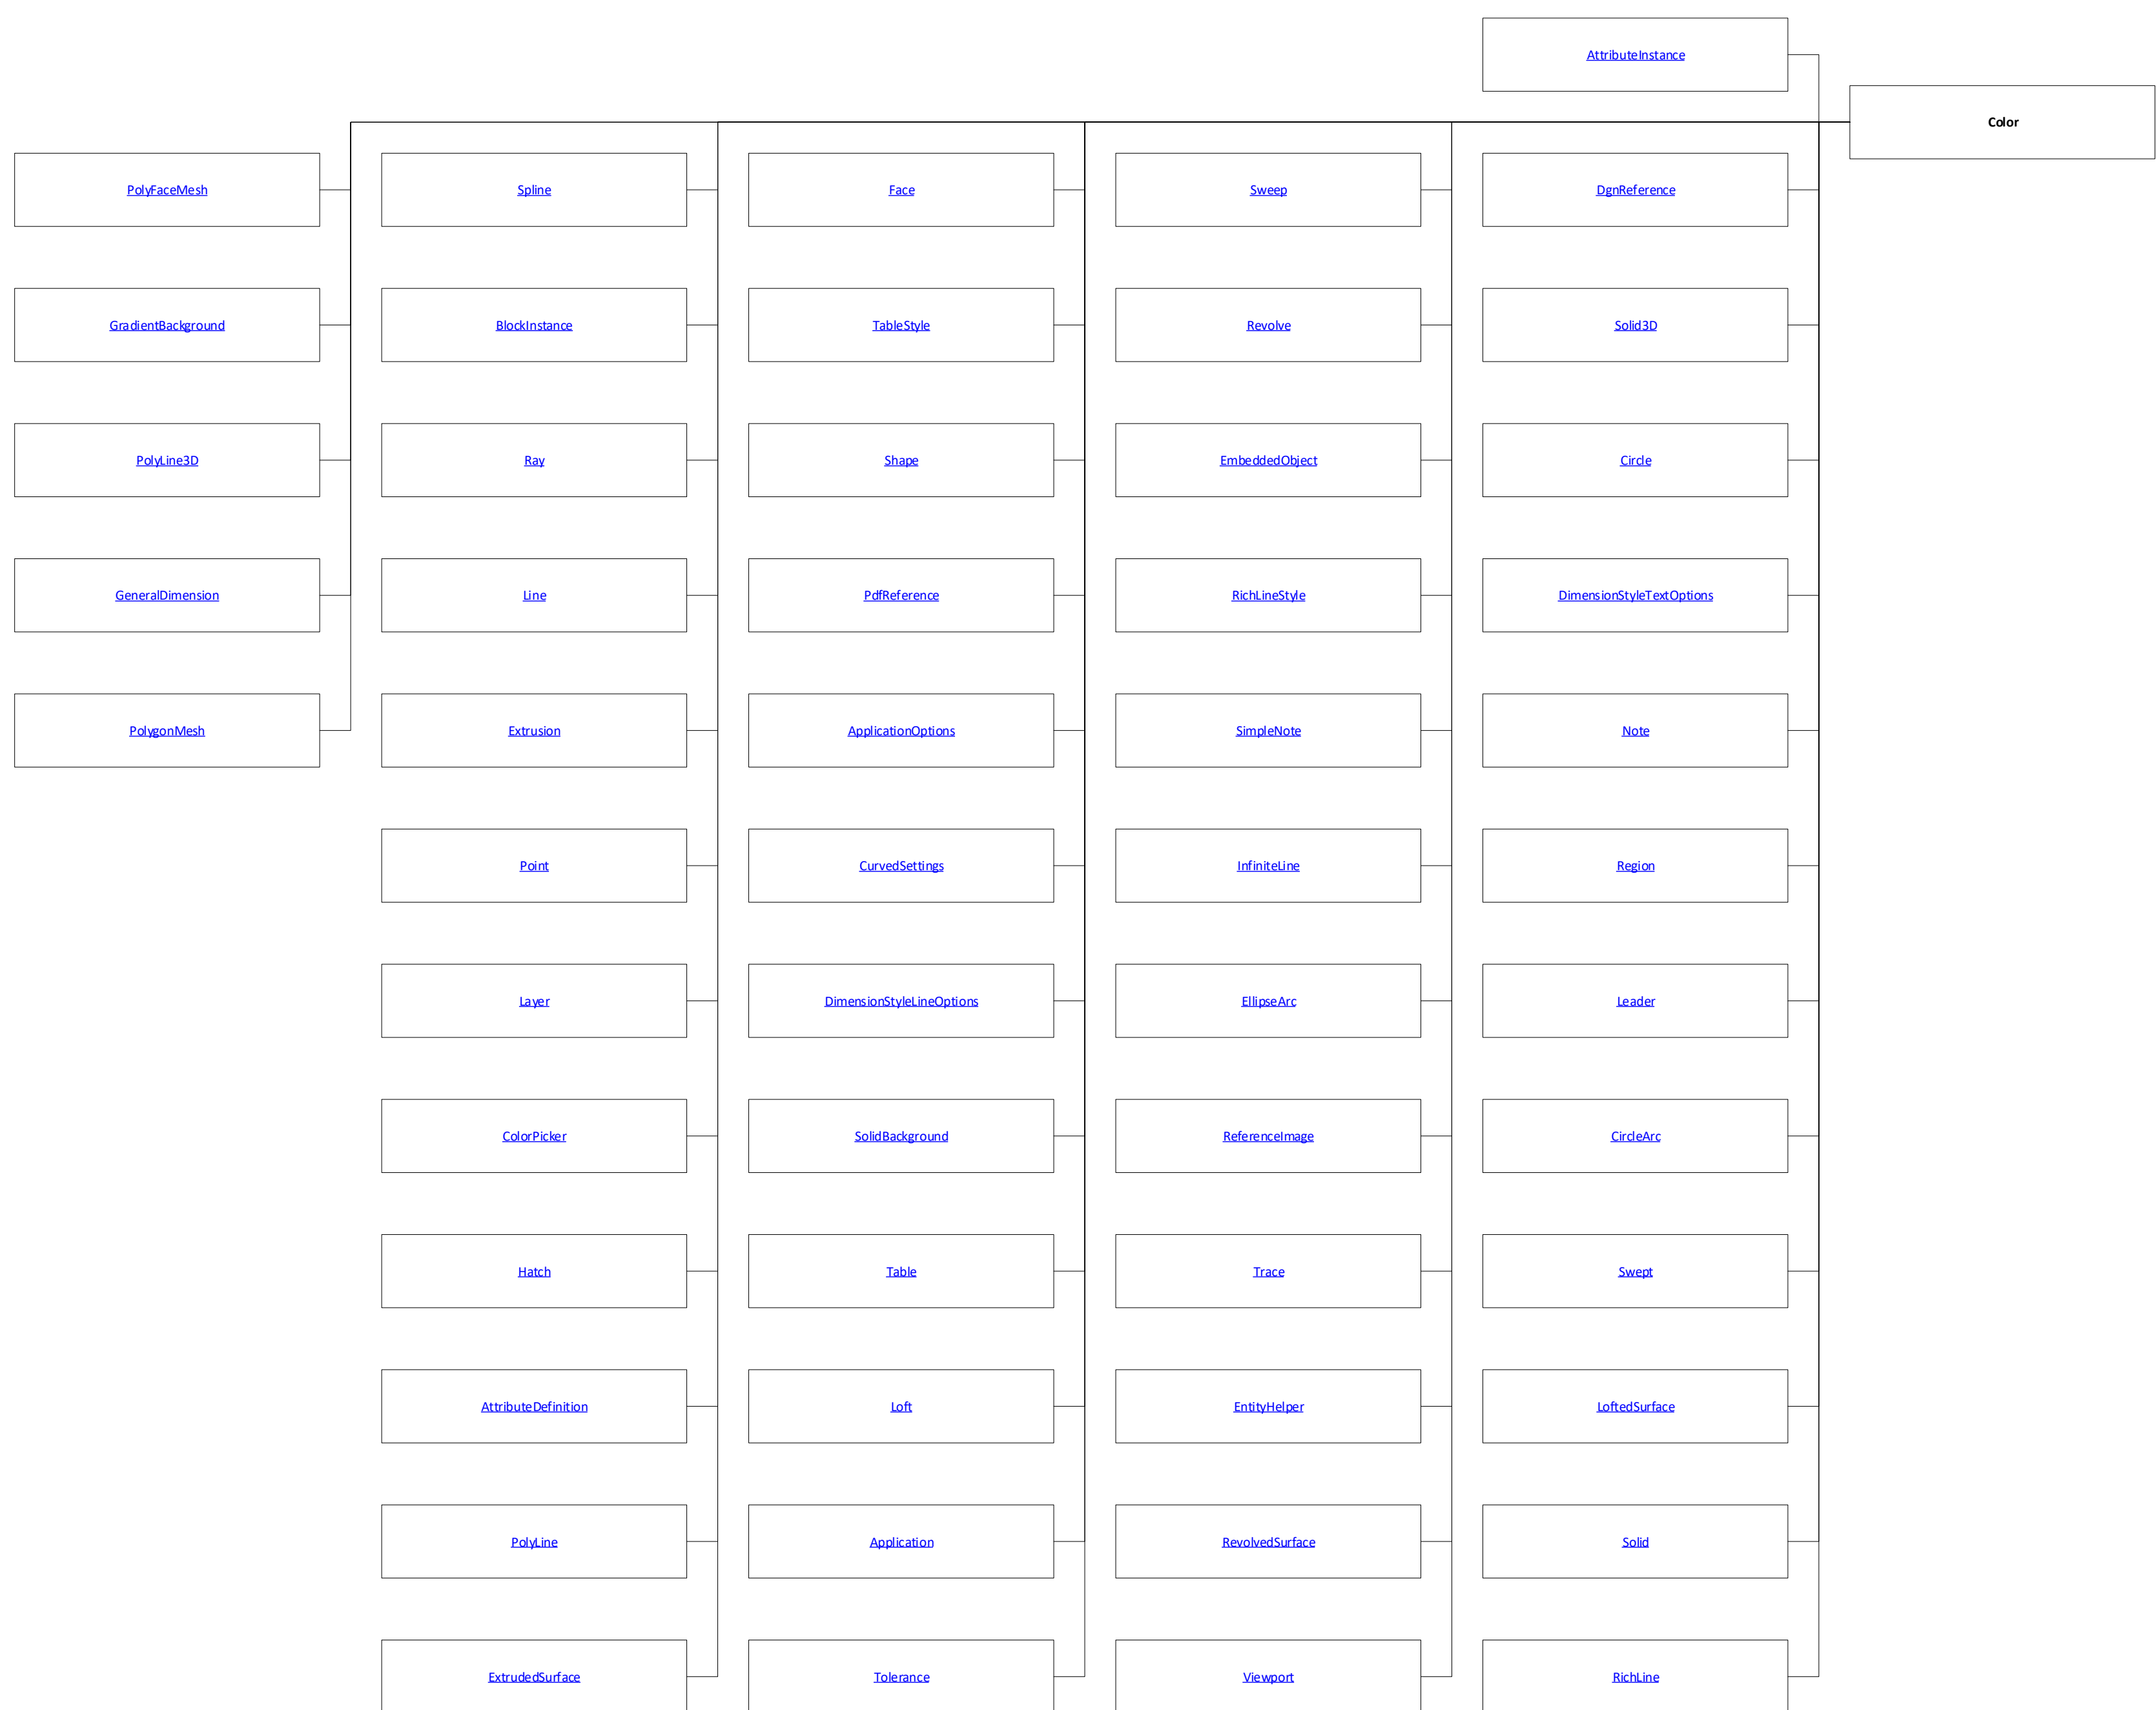 AttributeInstance
Color
PolyFaceMesh
Spline
Face
Sweep
DgnReference
GradientBackground
BlockInstance
TableStyle
Revolve
Solid3D
PolyLine3D
Ray
Shape
EmbeddedObject
Circle
GeneralDimension
Line
PdfReference
RichLineStyle
DimensionStyleTextOptions
PolygonMesh
Extrusion
ApplicationOptions
SimpleNote
Note
Point
CurvedSettings
InfiniteLine
Region
Layer
DimensionStyleLineOptions
EllipseArc
Leader
ColorPicker
SolidBackground
ReferenceImage
CircleArc
Hatch
Table
Trace
Swept
AttributeDefinition
Loft
EntityHelper
LoftedSurface
PolyLine
Application
RevolvedSurface
Solid
ExtrudedSurface
Tolerance
Viewport
RichLine